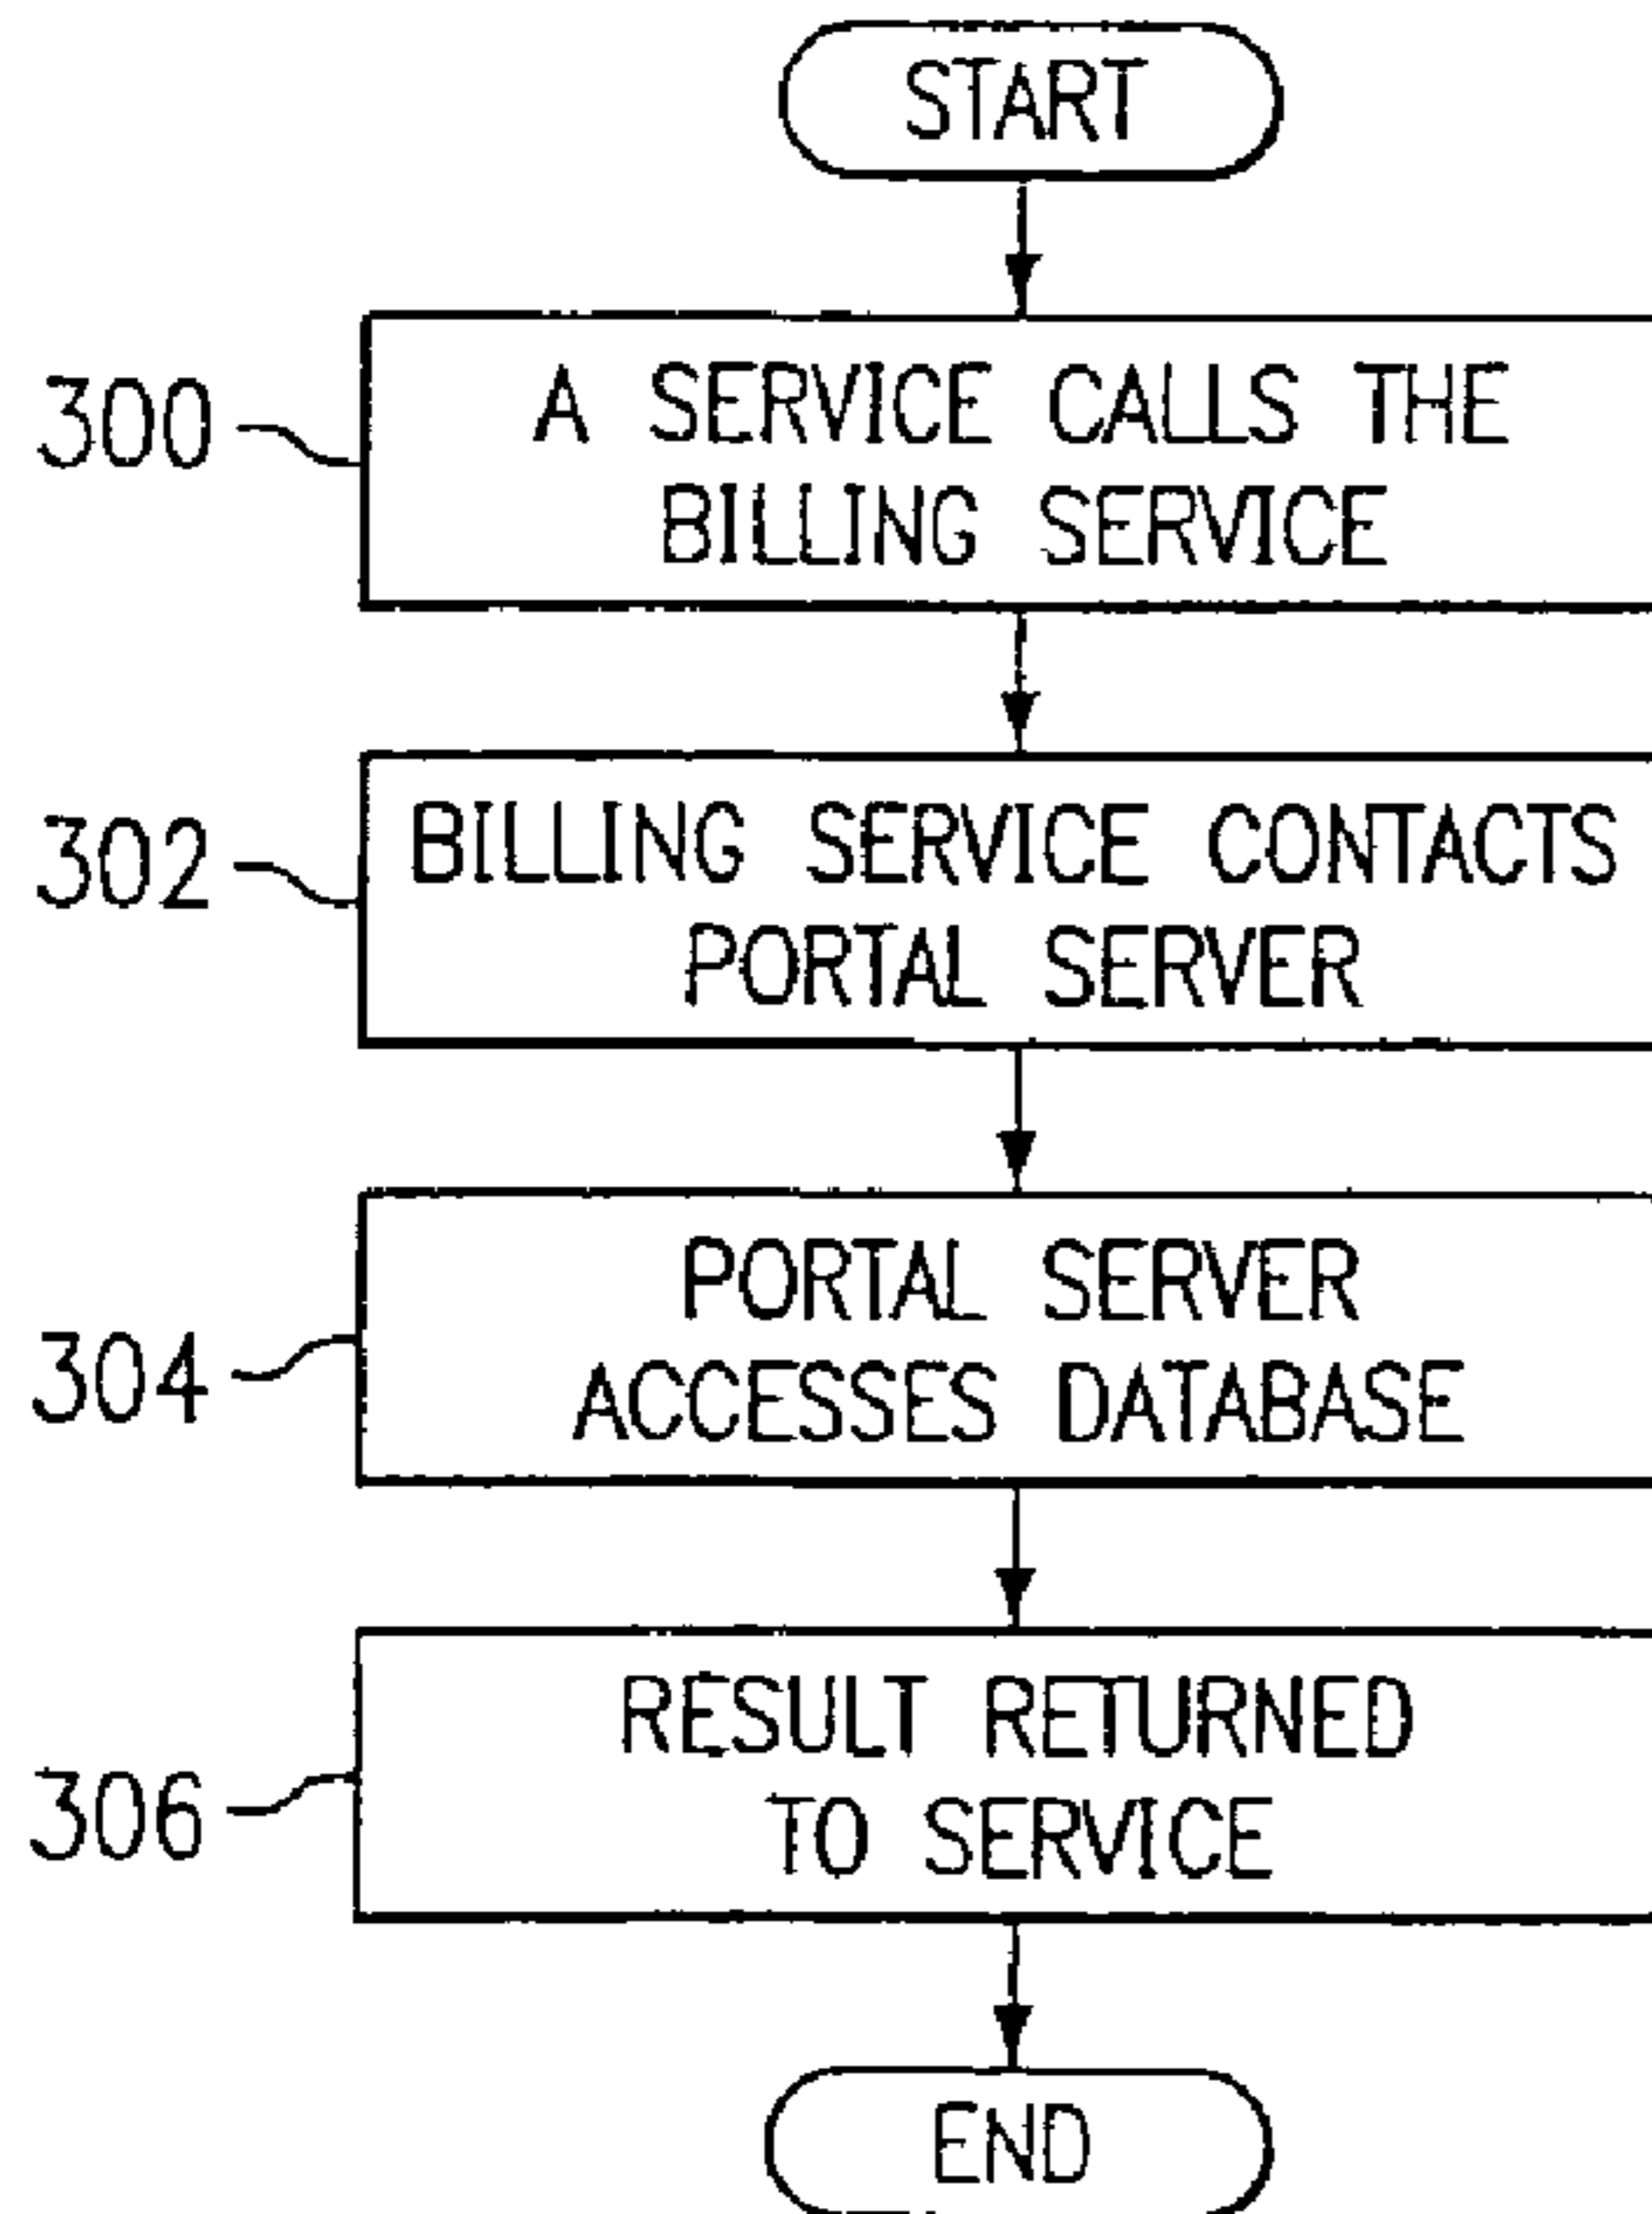 START
300
A SERVICE CALLS THE
BILLING SERVICE
302
BILLING SERVICE CONTACTS
PORTAL SERVER
304
PORTAL SERVER
ACCESSES DATABASE
306
RESULT RETURNED
TO SERVICE
END